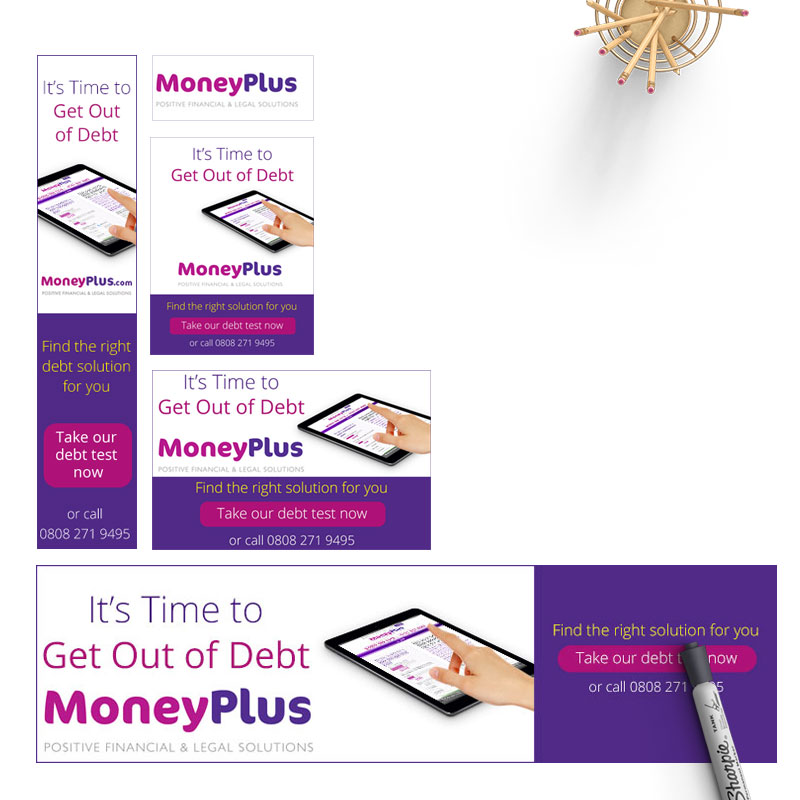 It's Time to
Get Out
of Debt
MoneyPlus.com
POSITIVE FINANCIAL & LEGAL SOLUTIONS
Find the right
debt solution
for you
Take our
debt test
now
or call
0808 271 9495
MoneyPlus
POSITIVE FINANCIAL & LEGAL SOLUTIONS
It's Time to
Get Out of Debt
MoneyPlus
POSITIVE FINANCIAL & LEGAL SOLUTIONS
Find the right solution for you
Take our debt test now
or call 0808 271 9495
It's Time to
Get Out of Debt
MoneyPlus
POSITIVE FINANCIAL & LEGAL SOLUTIONS
Find the right solution for you
Take our debt test now
or call 0808 271 9495
It's Time to
Get Out of Debt
MoneyPlus
POSITIVE FINANCIAL & LEGAL SOLUTIONS
MoneyPlus
Find the right solution for you
Take our debt now
or call 0808 271
Sharpie
TANK